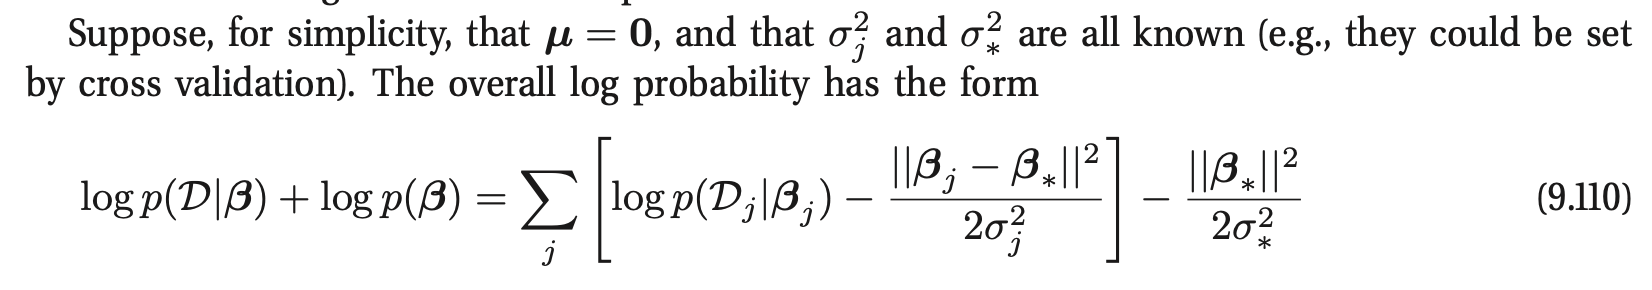 Suppose, for simplicity, that μ = 0, and that σ_j^2 and σ_*^2 are all known (e.g., they could be set
by cross validation). The overall log probability has the form
log p(𝒟|β) + log p(β) = ∑_j [ log p(𝒟_j|β_j) − ||β_j − β_*||^2 / 2σ_j^2 ] − ||β_*||^2 / 2σ_*^2 (9.110)